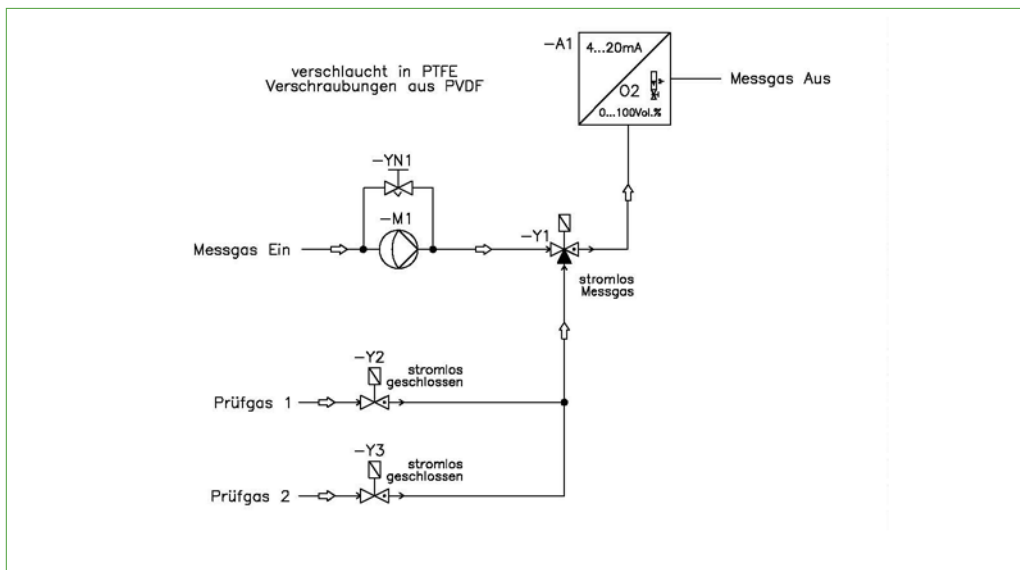 -A1
4...20mA
O2
0...100Vol.%
Messgas Aus
verschlaucht in PTFE
Verschraubungen aus PVDF
-YN1
-M1
Messgas Ein
-Y1
stromlos
Messgas
-Y2
stromlos
geschlossen
Prüfgas 1
-Y3
stromlos
geschlossen
Prüfgas 2